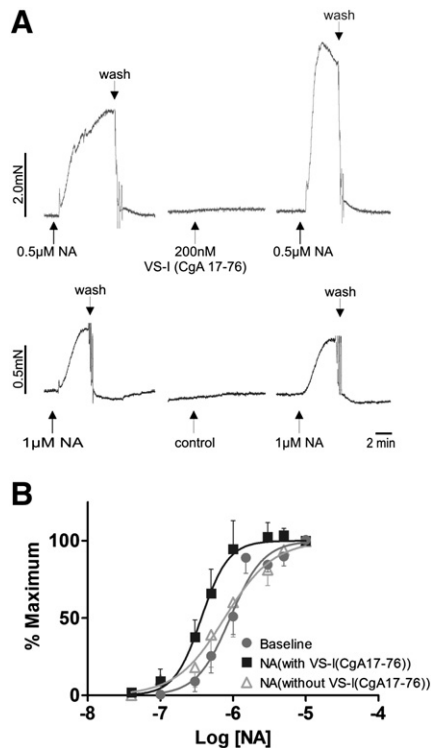 A
wash
wash
2.0mN
0.5µM NA
200nM
VS-I (CgA 17-76)
0.5µM NA
wash
wash
0.5mN
1µM NA
control
1µM NA
2 min
B
% Maximum
100
50
0
Baseline
NA(with VS-I(CgA17-76))
NA(without VS-I(CgA17-76))
-8
-7
-6
-5
-4
Log [NA]